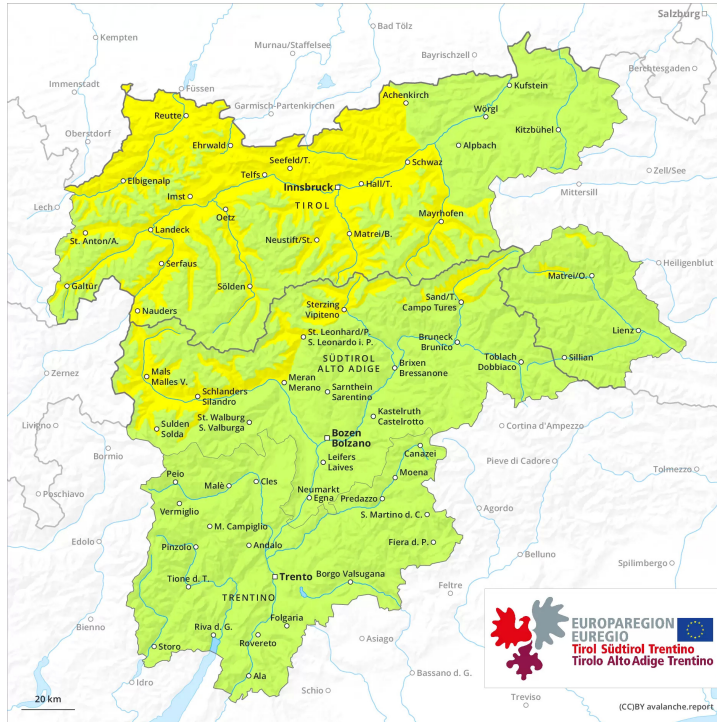 Salzburg
Kempten
Bad Tölz
Murnau/Staffelsee
Bayrischzell
Berchtesgaden
Immenstadt
Füssen
Garmisch-Partenkirchen
Achenkirch
Kufstein
Reutte
Wörgl
Oberstdorf
Ehrwald
Kitzbühel
Alpbach
Seefeld/T.
Schwaz
Telfs
Zell/See
Elbigenalp
Innsbruck
Hall/T.
Imst
Mittersill
Lech
TIROL
Oetz
Mayrhofen
St. Anton/A.
Landeck
Neustift/St.
Matrei/B.
Serfaus
Heiligenblut
Matrei/O.
Galtür
Sölden
Sand/T.
Campo Tures
Nauders
Sterzing
Vipiteno
St. Leonhard/P.
S. Leonardo i. P.
Lienz
Bruneck
Brunico
Toblach
Dobbiaco
Sillian
SÜDTIROL
ALTO ADIGE
Brixen
Bressanone
Zernez
Mals
Malles V.
Meran
Merano
Sarnthein
Sarentino
Schlanders
Silandro
Kastelruth
Castelrotto
St. Walburg
S. Valburga
Livigno
Sulden
Solda
Cortina d'Ampezzo
Bozen
Bolzano
Canazei
Bormio
Leifers
Laives
Pieve di Cadore
Tolmezzo
Moena
Peio
Malè
Cles
Neumarkt
Egna
Predazzo
Poschiavo
Vermiglio
Agordo
S. Martino d. C.
M. Campiglio
Edolo
Pinzolo
Andalo
Fiera d. P.
Belluno
Spilimbergo
Trento
Borgo Valsugana
Tione d. T.
Feltre
TRENTINO
Folgaria
Bienno
Riva d. G.
Rovereto
Asiago
Storo
Bassano d. G.
Idro
Ala
Schio
Treviso
EUROPAREGION
EUREGIO
Tirol Südtirol Trentino
Tirolo Alto Adige Trentino
20 km
(CC)BY avalanche.report